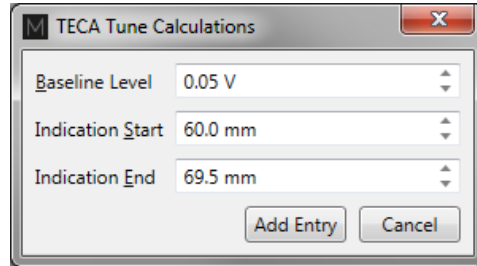 M TECA Tune Calculations x
Baseline Level 0.05 V
Indication Start 60.0 mm
Indication End 69.5 mm
Add Entry Cancel